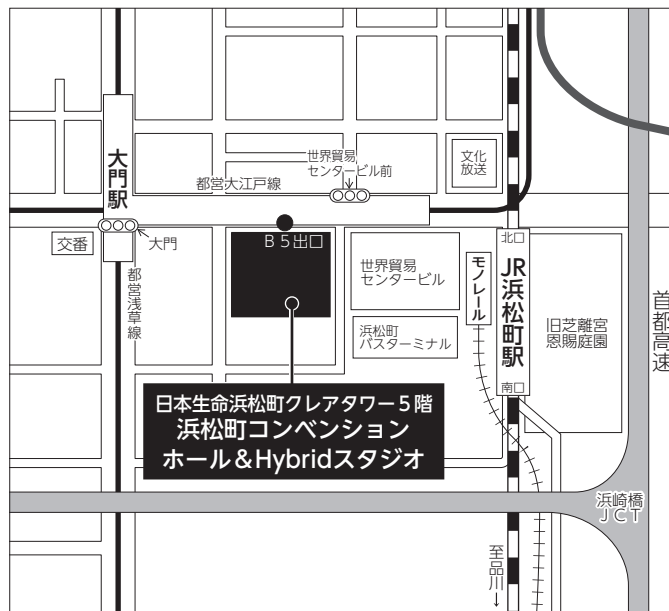 世界貿易
センタービル前
文化
放送
大門駅
都営大江戸線
交番
大門
B5出口
北口
都営浅草線
世界貿易
センタービル
モノレール
JR浜松町駅
首都高速
浜松町
バスターミナル
旧芝離宮
恩賜庭園
南口
日本生命浜松町クレアタワー5階
浜松町コンベンション
ホール&Hybridスタジオ
浜崎橋
JCT
至品川→